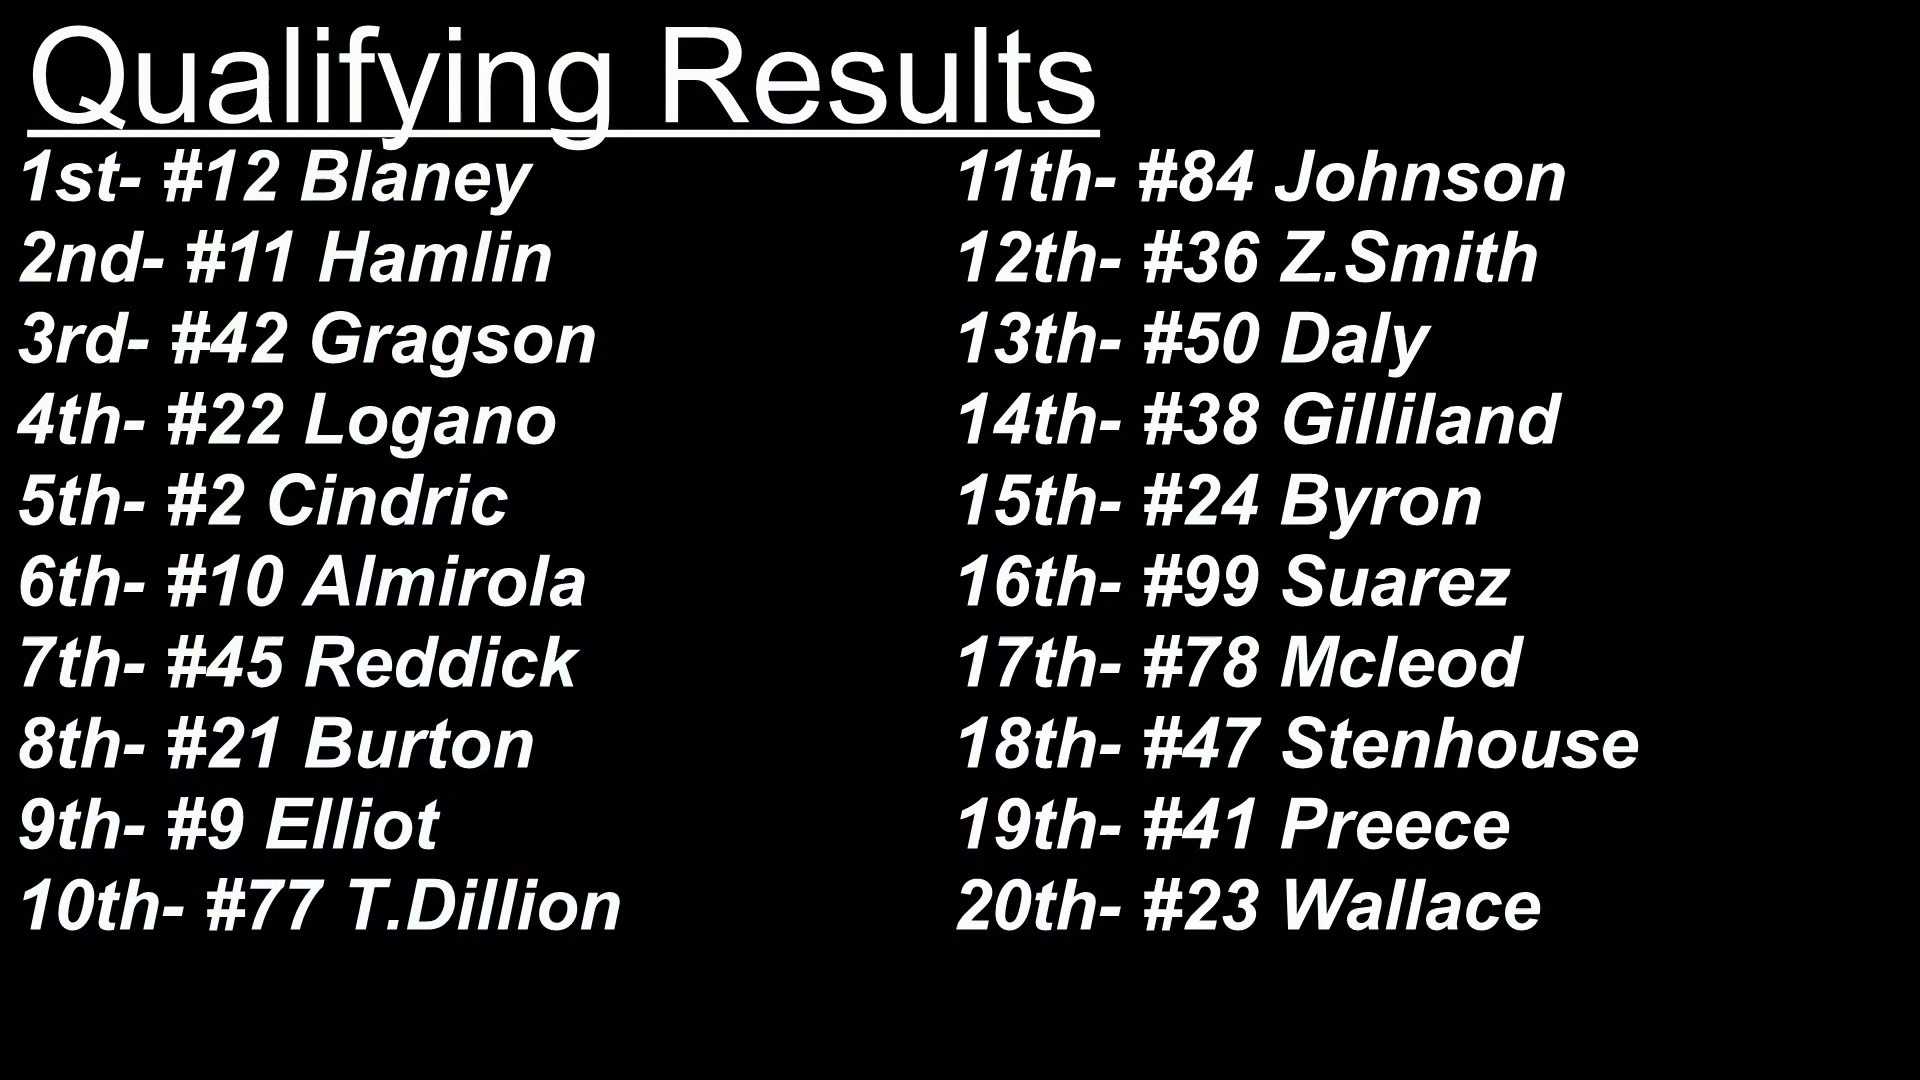 Qualifying Results
1st- #12 Blaney
2nd- #11 Hamlin
3rd- #42 Gragson
4th- #22 Logano
5th- #2 Cindric
6th- #10 Almirola
7th- #45 Reddick
8th- #21 Burton
9th- #9 Elliot
10th- #77 T.Dillion
11th- #84 Johnson
12th- #36 Z.Smith
13th- #50 Daly
14th- #38 Gilliland
15th- #24 Byron
16th- #99 Suarez
17th- #78 Mcleod
18th- #47 Stenhouse
19th- #41 Preece
20th- #23 Wallace